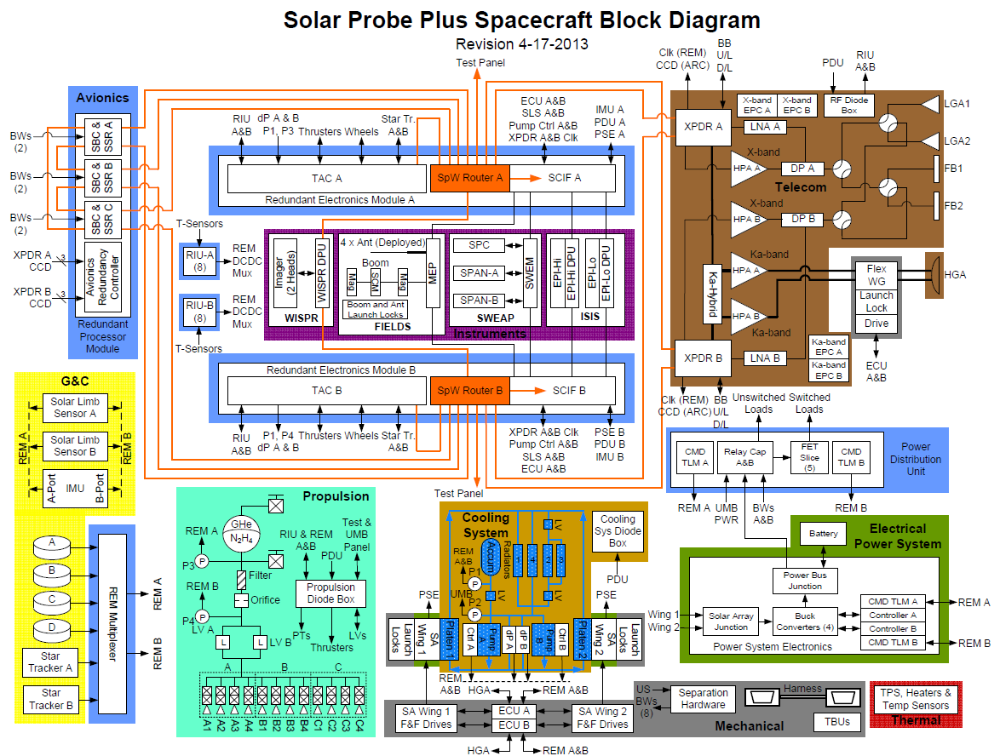 Solar Probe Plus Spacecraft Block Diagram
Revision 4-17-2013
Test Panel
Avionics
BWs
(2)
SBC &
SSR A
BWs
(2)
SBC &
SSR B
BWs
(2)
SBC &
SSR C
XPDR A
CCD
3
XPDR B
CCD
3
Avionics
Redundancy
Controller
Redundant
Processor
Module
RIU
A&B
dP A & B
P1, P3
Thrusters
Wheels
Star Tr.
A&B
ECU A&B
SLS A&B
Pump Ctrl A&B
XPDR A&B Clk
IMU A
PDU A
PSE A
TAC A
SpW Router A
SCIF A
Redundant Electronics Module A
T-Sensors
RIU-A
(8)
REM
DCDC
Mux
RIU-B
(8)
REM
DCDC
Mux
T-Sensors
Imager
(2 Heads)
WISPR DPU
WISPR
4 x Ant (Deployed)
Boom
Mag
SCM
Mag
MEP
Boom and Ant
Launch Locks
FIELDS
SPC
SPAN-A
SPAN-B
SWEM
SWEAP
EPI-Hi
EPI-Hi DPU
EPI-Lo
EPI-Lo DPU
ISIS
Instruments
Redundant Electronics Module B
TAC B
SpW Router B
SCIF B
RIU
A&B
P1, P4
dP A & B
Thrusters
Wheels
Star Tr.
A&B
XPDR A&B Clk
Pump Ctrl A&B
SLS A&B
ECU A&B
PSE B
PDU B
IMU B
Test Panel
Clk (REM)
CCD (ARC)
BB
U/L
D/L
PDU
RIU
A&B
XPDR A
X-band
EPC A
X-band
EPC B
RF Diode
Box
LNA A
LGA1
LGA2
X-band
HPA A
DP A
Telecom
FB1
FB2
X-band
HPA B
DP B
Ka-band
HPA A
Ka-Hybrid
HPA B
Ka-band
Flex
WG
Launch
Lock
Drive
HGA
ECU
A&B
XPDR B
LNA B
Ka-band
EPC A
Ka-band
EPC B
Clk (REM)
CCD (ARC)
BB
U/L
D/L
Unswitched
Loads
Switched
Loads
CMD
TLM A
Relay Cap
A&B
FET
Slice
(5)
CMD
TLM B
Power
Distribution
Unit
REM A
UMB
PWR
BWs
A&B
REM B
G&C
Solar Limb
Sensor A
Solar Limb
Sensor B
REM A
REM B
A-Port
IMU
B-Port
A
B
C
D
Star
Tracker A
Star
Tracker B
REM Multiplexer
REM A
REM B
Propulsion
GHe
N2H4
REM A
P
P3
REM B
P
P4
Filter
Orifice
LV A
L
L
LV B
RIU & REM
A&B
PDU
Test &
UMB
Panel
Propulsion
Diode Box
PTs
Thrusters
LVs
A
B
C
A1
A2
A3
A4
B1
B2
B3
B4
C1
C2
C3
C4
Cooling
System
Cooling
Sys Diode
Box
PDU
REM
A&B
P1
P
UMB
P2
P
Accum
Radiators
LV
LV
LV
PSE
PSE
Launch
Locks
SA
Wing 1
Platen 1
Ctrl A
Pump
A
dP A
dP B
Pump
B
Ctrl B
Platen 2
SA
Wing 2
Launch
Locks
REM
A&B
HGA
REM A&B
SA Wing 1
F&F Drives
ECU A
ECU B
SA Wing 2
F&F Drives
HGA
REM A&B
US
BWs
(8)
Separation
Hardware
Harness
TBUs
Mechanical
TPS, Heaters &
Temp Sensors
Thermal
Battery
Electrical
Power System
Power Bus
Junction
Wing 1
Wing 2
Solar Array
Junction
Buck
Converters (4)
CMD TLM A
Controller A
Controller B
CMD TLM B
REM A
REM B
Power System Electronics